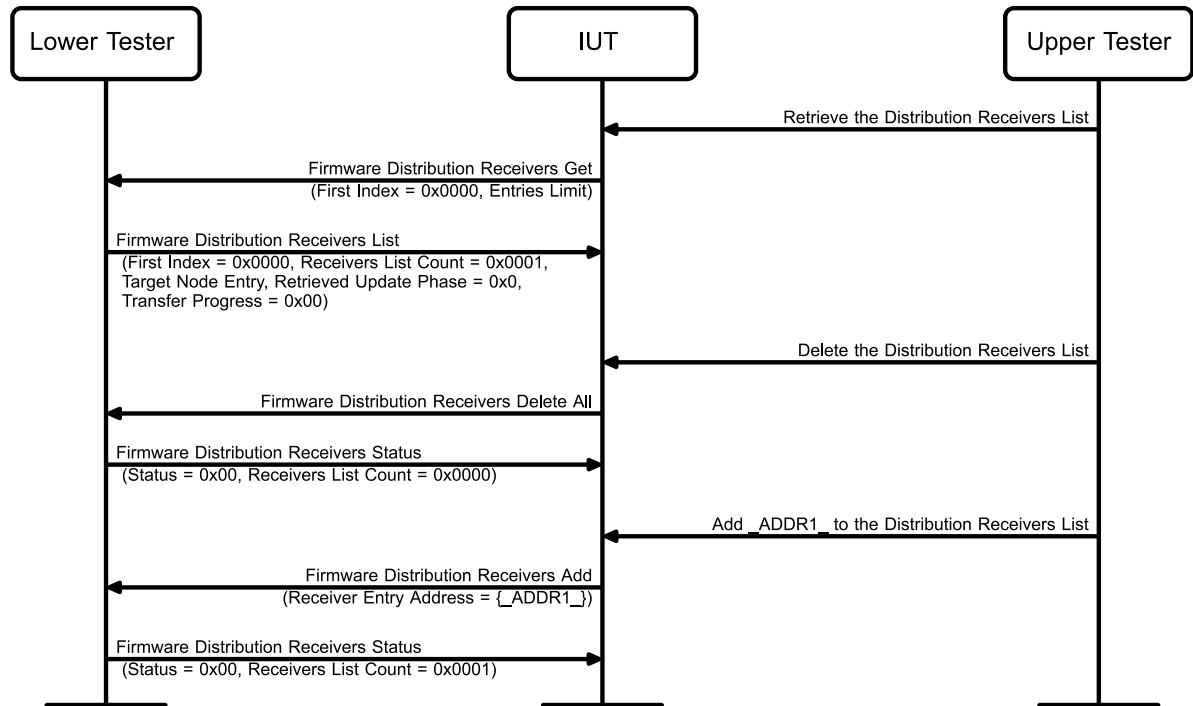 Lower Tester
IUT
Upper Tester
Retrieve the Distribution Receivers List
Firmware Distribution Receivers Get
(First Index = 0x0000, Entries Limit)
Firmware Distribution Receivers List
(First Index = 0x0000, Receivers List Count = 0x0001,
Target Node Entry, Retrieved Update Phase = 0x0,
Transfer Progress = 0x00)
Delete the Distribution Receivers List
Firmware Distribution Receivers Delete All
Firmware Distribution Receivers Status
(Status = 0x00, Receivers List Count = 0x0000)
Add _ADDR1_ to the Distribution Receivers List
Firmware Distribution Receivers Add
(Receiver Entry Address = {_ADDR1_})
Firmware Distribution Receivers Status
(Status = 0x00, Receivers List Count = 0x0001)